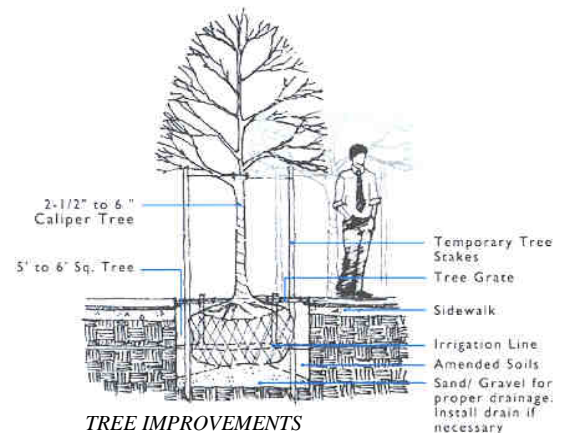 2-1/2" to 6"
Caliper Tree
5' to 6' Sq. Tree
Temporary Tree
Stakes
Tree Grate
Sidewalk
Irrigation Line
Amended Soils
Sand/ Gravel for
proper drainage.
Install drain if
necessary
TREE IMPROVEMENTS